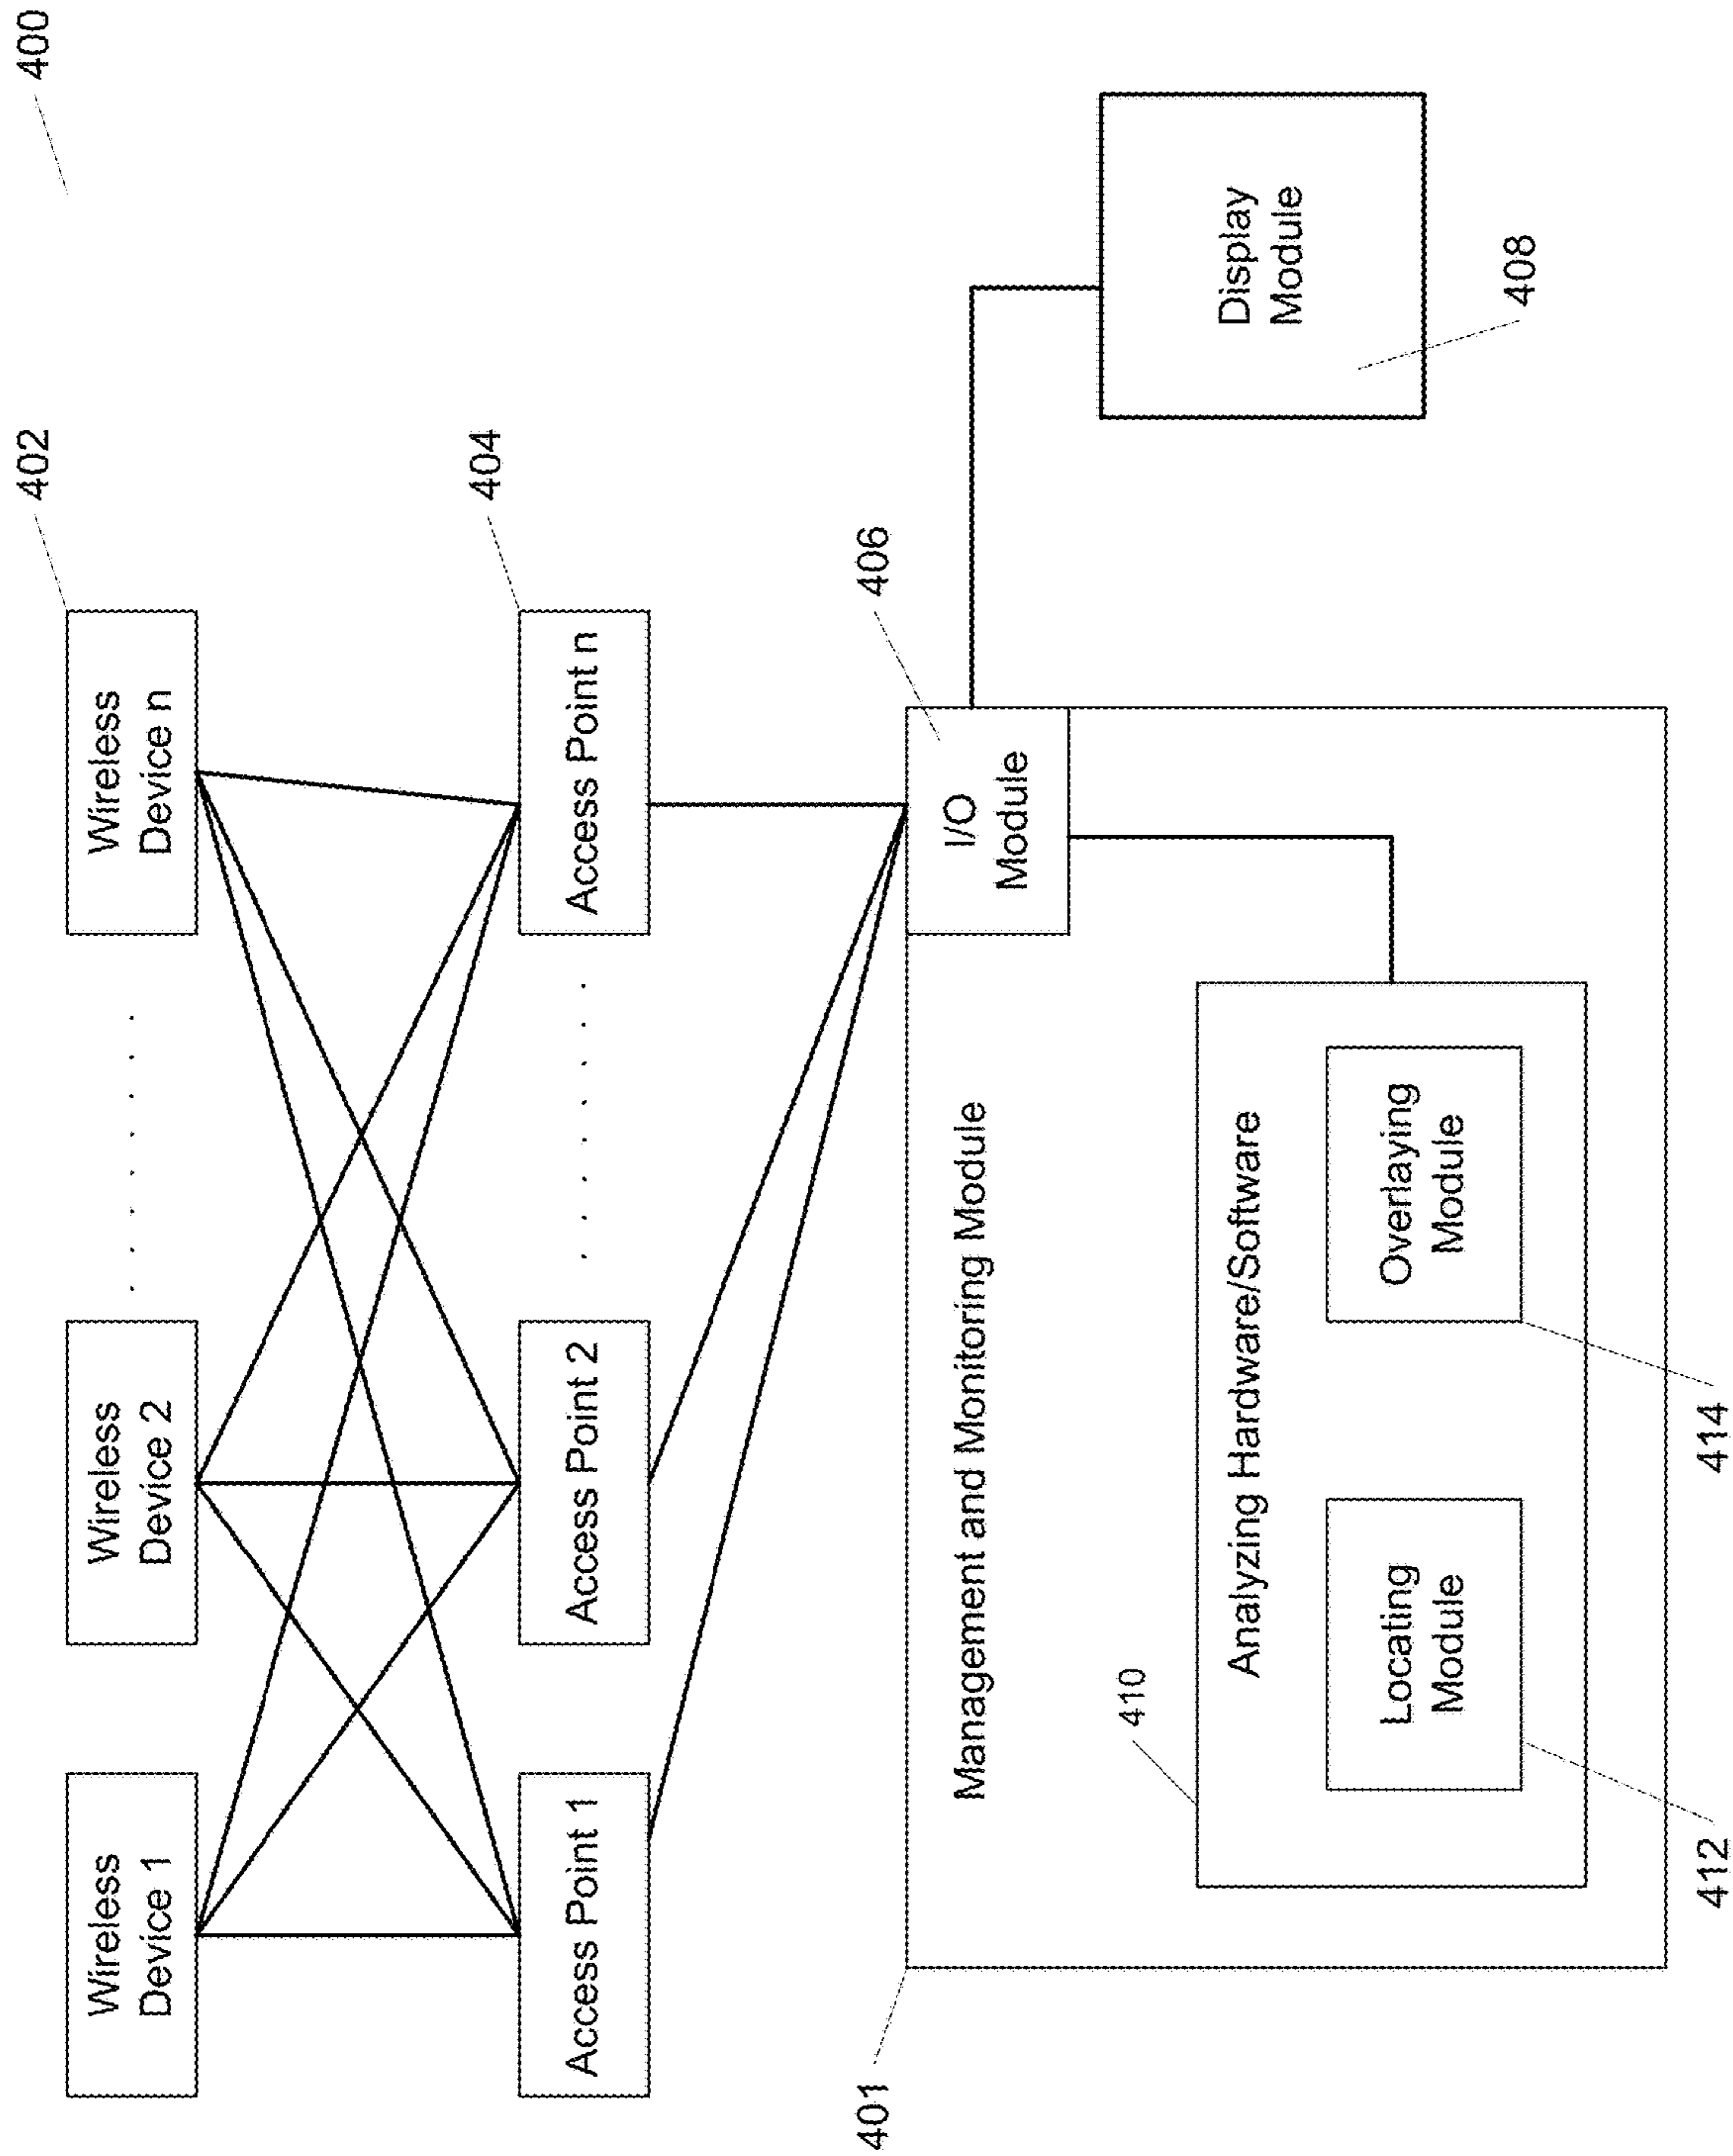 400
402
Wireless
Device 1
Wireless
Device 2
. . . . . . . .
Wireless
Device n
404
Access Point 1
Access Point 2
. . . . . . . .
Access Point n
406
401
I/O
Module
Management and Monitoring Module
410
Analyzing Hardware/Software
Locating
Module
Overlaying
Module
Display
Module
408
412
414